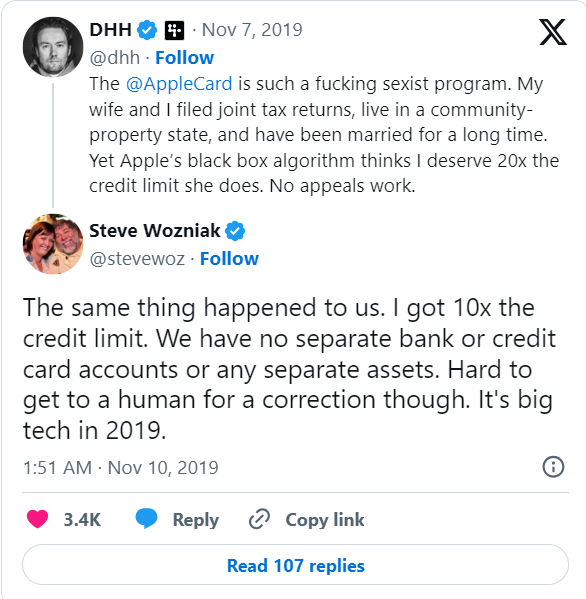 DHH · Nov 7, 2019
@dhh · Follow
The @AppleCard is such a fucking sexist program. My
wife and I filed joint tax returns, live in a community-
property state, and have been married for a long time.
Yet Apple’s black box algorithm thinks I deserve 20x the
credit limit she does. No appeals work.
Steve Wozniak
@stevewoz · Follow
The same thing happened to us. I got 10x the
credit limit. We have no separate bank or credit
card accounts or any separate assets. Hard to
get to a human for a correction though. It's big
tech in 2019.
1:51 AM · Nov 10, 2019
3.4K Reply Copy link
Read 107 replies